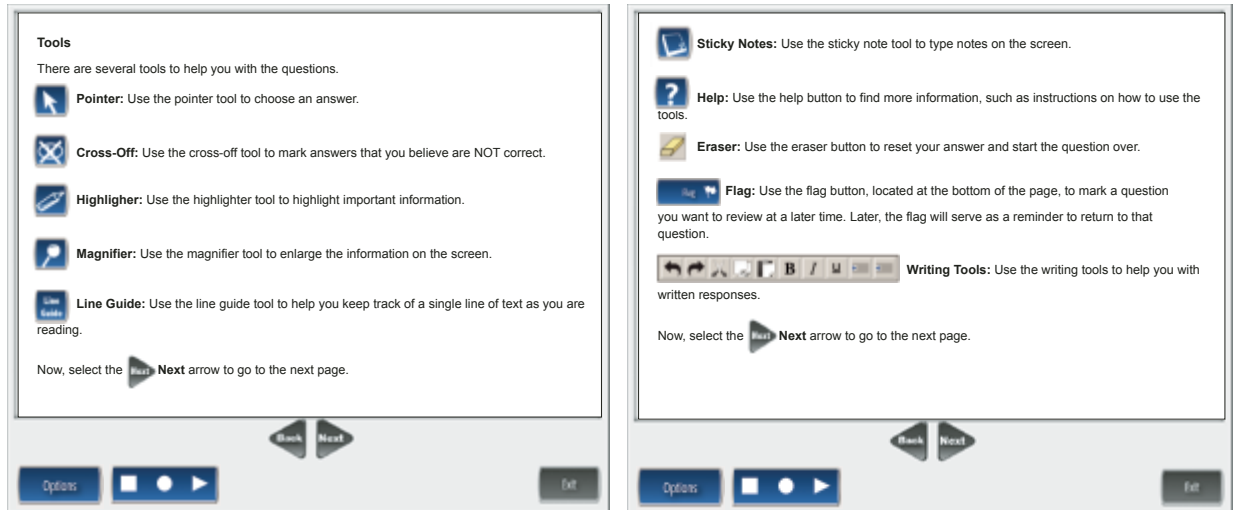 Tools
There are several tools to help you with the questions.
Pointer: Use the pointer tool to choose an answer.
Cross-Off: Use the cross-off tool to mark answers that you believe are NOT correct.
Highligher: Use the highlighter tool to highlight important information.
Magnifier: Use the magnifier tool to enlarge the information on the screen.
Line
Guide
Line Guide: Use the line guide tool to help you keep track of a single line of text as you are
reading.
Now, select the Next Next arrow to go to the next page.
Back Next
Options
Exit
Sticky Notes: Use the sticky note tool to type notes on the screen.
? Help: Use the help button to find more information, such as instructions on how to use the
tools.
Eraser: Use the eraser button to reset your answer and start the question over.
Flag Flag: Use the flag button, located at the bottom of the page, to mark a question
you want to review at a later time. Later, the flag will serve as a reminder to return to that
question.
B I U Writing Tools: Use the writing tools to help you with
written responses.
Now, select the Next Next arrow to go to the next page.
Back Next
Options
Exit